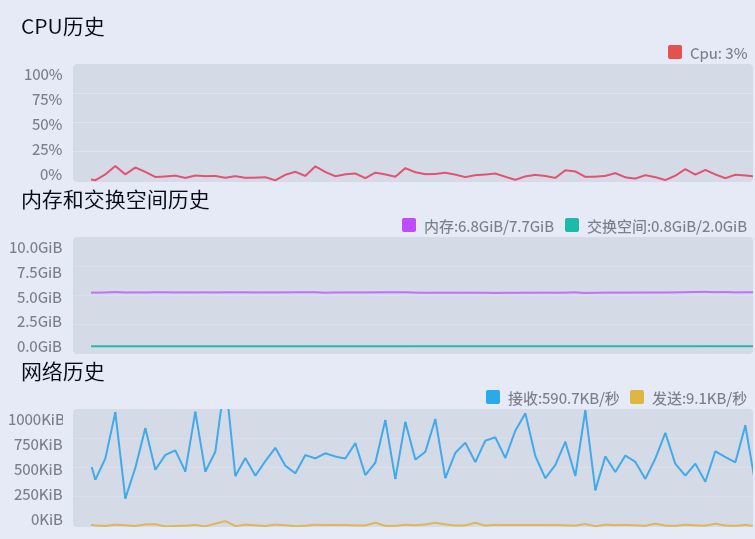 CPU历史
Cpu: 3%
100%
75%
50%
25%
0%
内存和交换空间历史
内存:6.8GiB/7.7GiB 交换空间:0.8GiB/2.0GiB
10.0GiB
7.5GiB
5.0GiB
2.5GiB
0.0GiB
网络历史
接收:590.7KB/秒 发送:9.1KB/秒
1000KiB
750KiB
500KiB
250KiB
0KiB